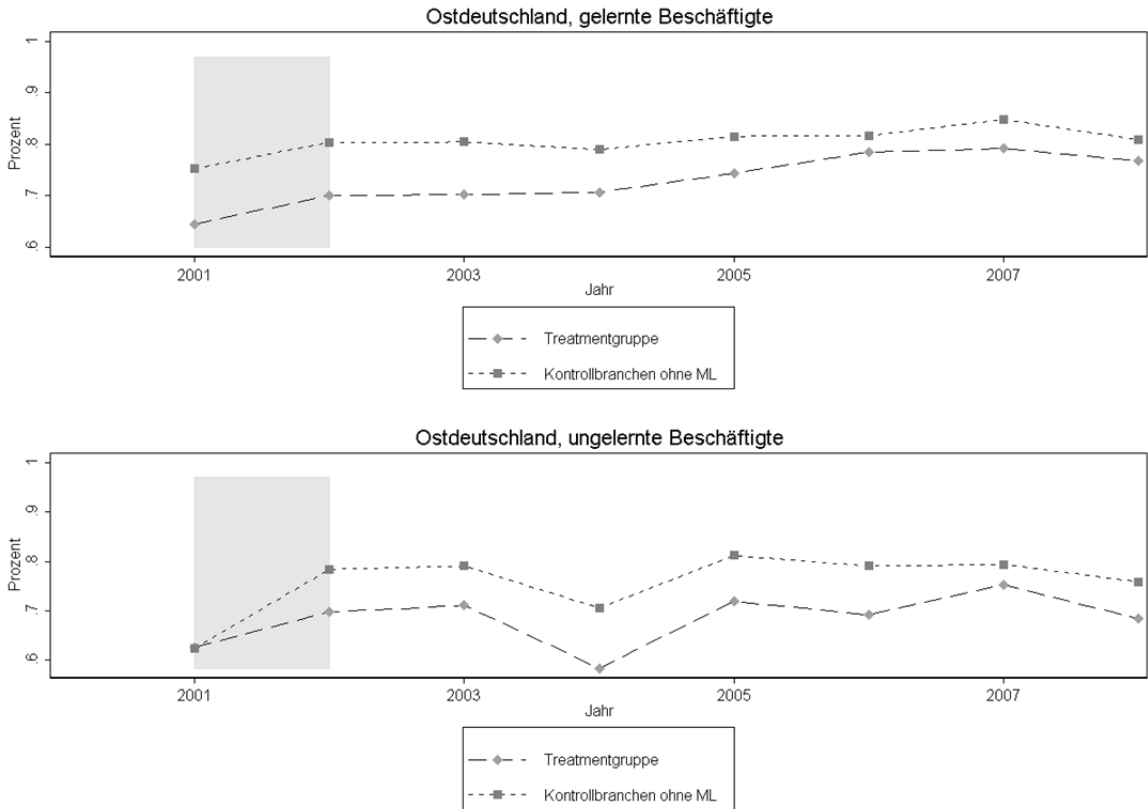 Ostdeutschland, gelernte Beschäftigte
Prozent
1
.9
.8
.7
.6
2001
2003
2005
2007
Jahr
Treatmentgruppe
Kontrollbranchen ohne ML
Ostdeutschland, ungelernte Beschäftigte
Prozent
1
.9
.8
.7
.6
2001
2003
2005
2007
Jahr
Treatmentgruppe
Kontrollbranchen ohne ML